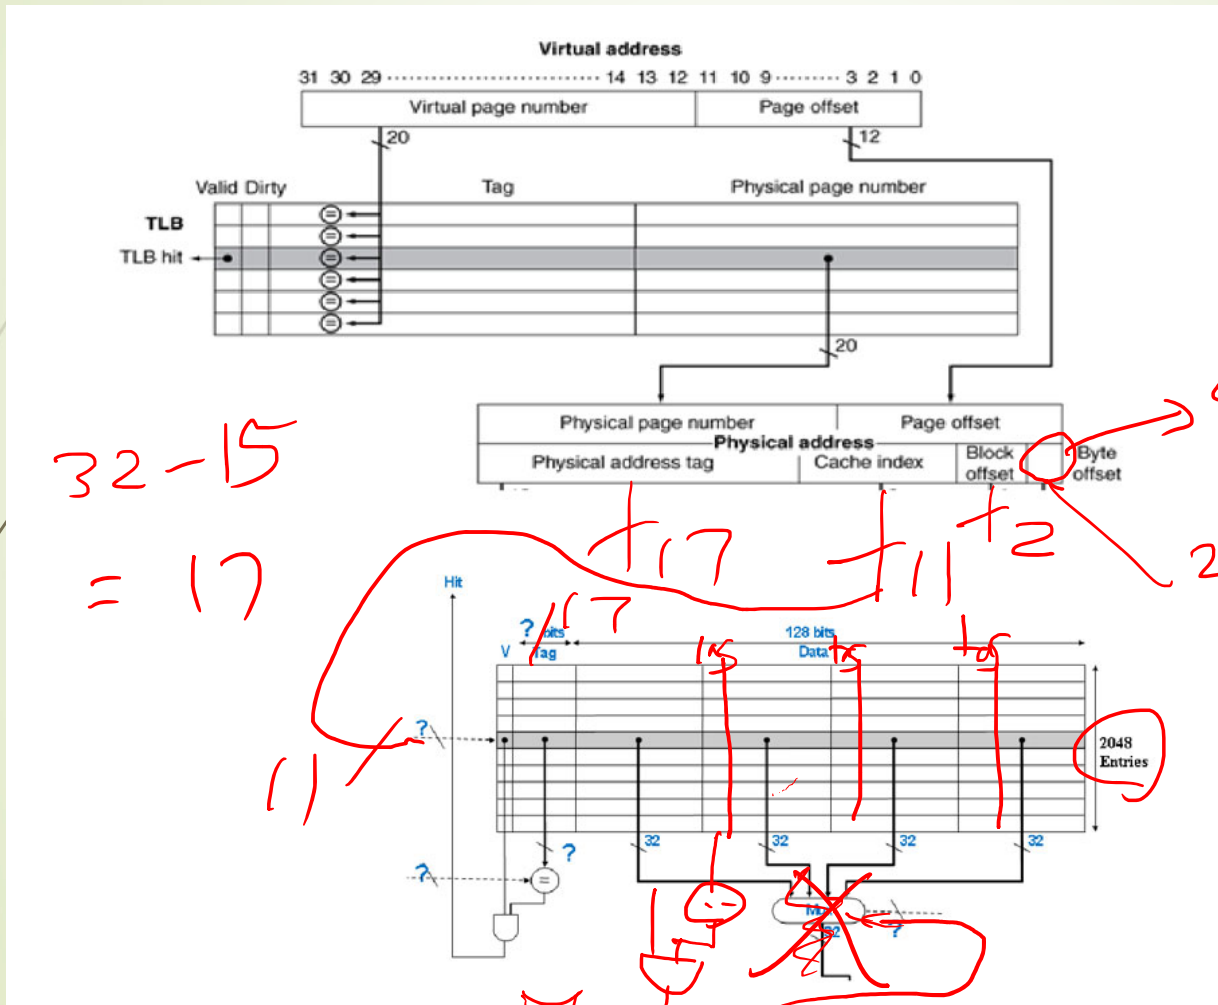 Virtual address
31 30 29 ........................... 14 13 12 11 10 9 ......... 3 2 1 0
Virtual page number Page offset
20 12
Valid Dirty Tag Physical page number
TLB
TLB hit
= = = = = =
20
Physical page number Page offset
Physical address
Physical address tag Cache index Block offset Byte offset
32-15
= 17
17 11 2 2
Hit
? bits 17 128 bits
V Tag Data
tag tag
?
11
2048
Entries
? 32 32 32 32
? =
32 ?